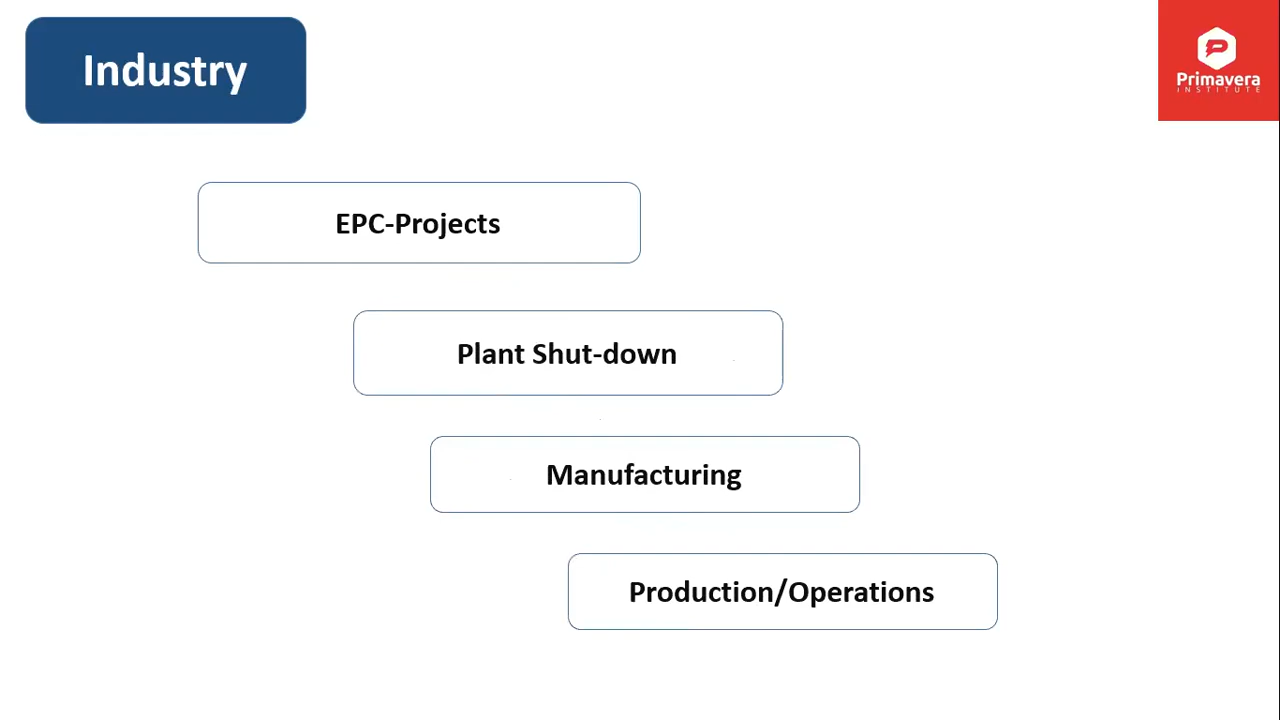 Industry
Primavera
INSTITUTE
EPC-Projects
Plant Shut-down
Manufacturing
Production/Operations